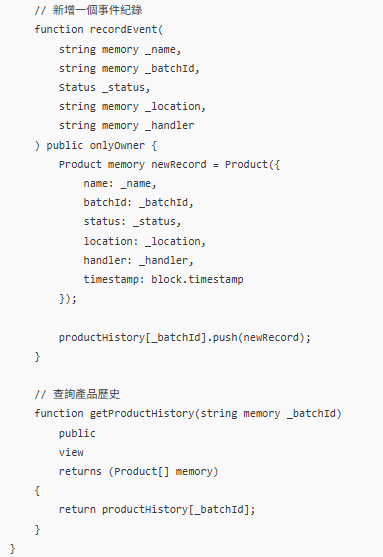 // 新增一個事件紀錄
function recordEvent(
string memory _name,
string memory _batchId,
Status _status,
string memory _location,
string memory _handler
) public onlyOwner {
Product memory newRecord = Product({
name: _name,
batchId: _batchId,
status: _status,
location: _location,
handler: _handler,
timestamp: block.timestamp
});
productHistory[_batchId].push(newRecord);
}
// 查詢產品歷史
function getProductHistory(string memory _batchId)
public
view
returns (Product[] memory)
{
return productHistory[_batchId];
}
}